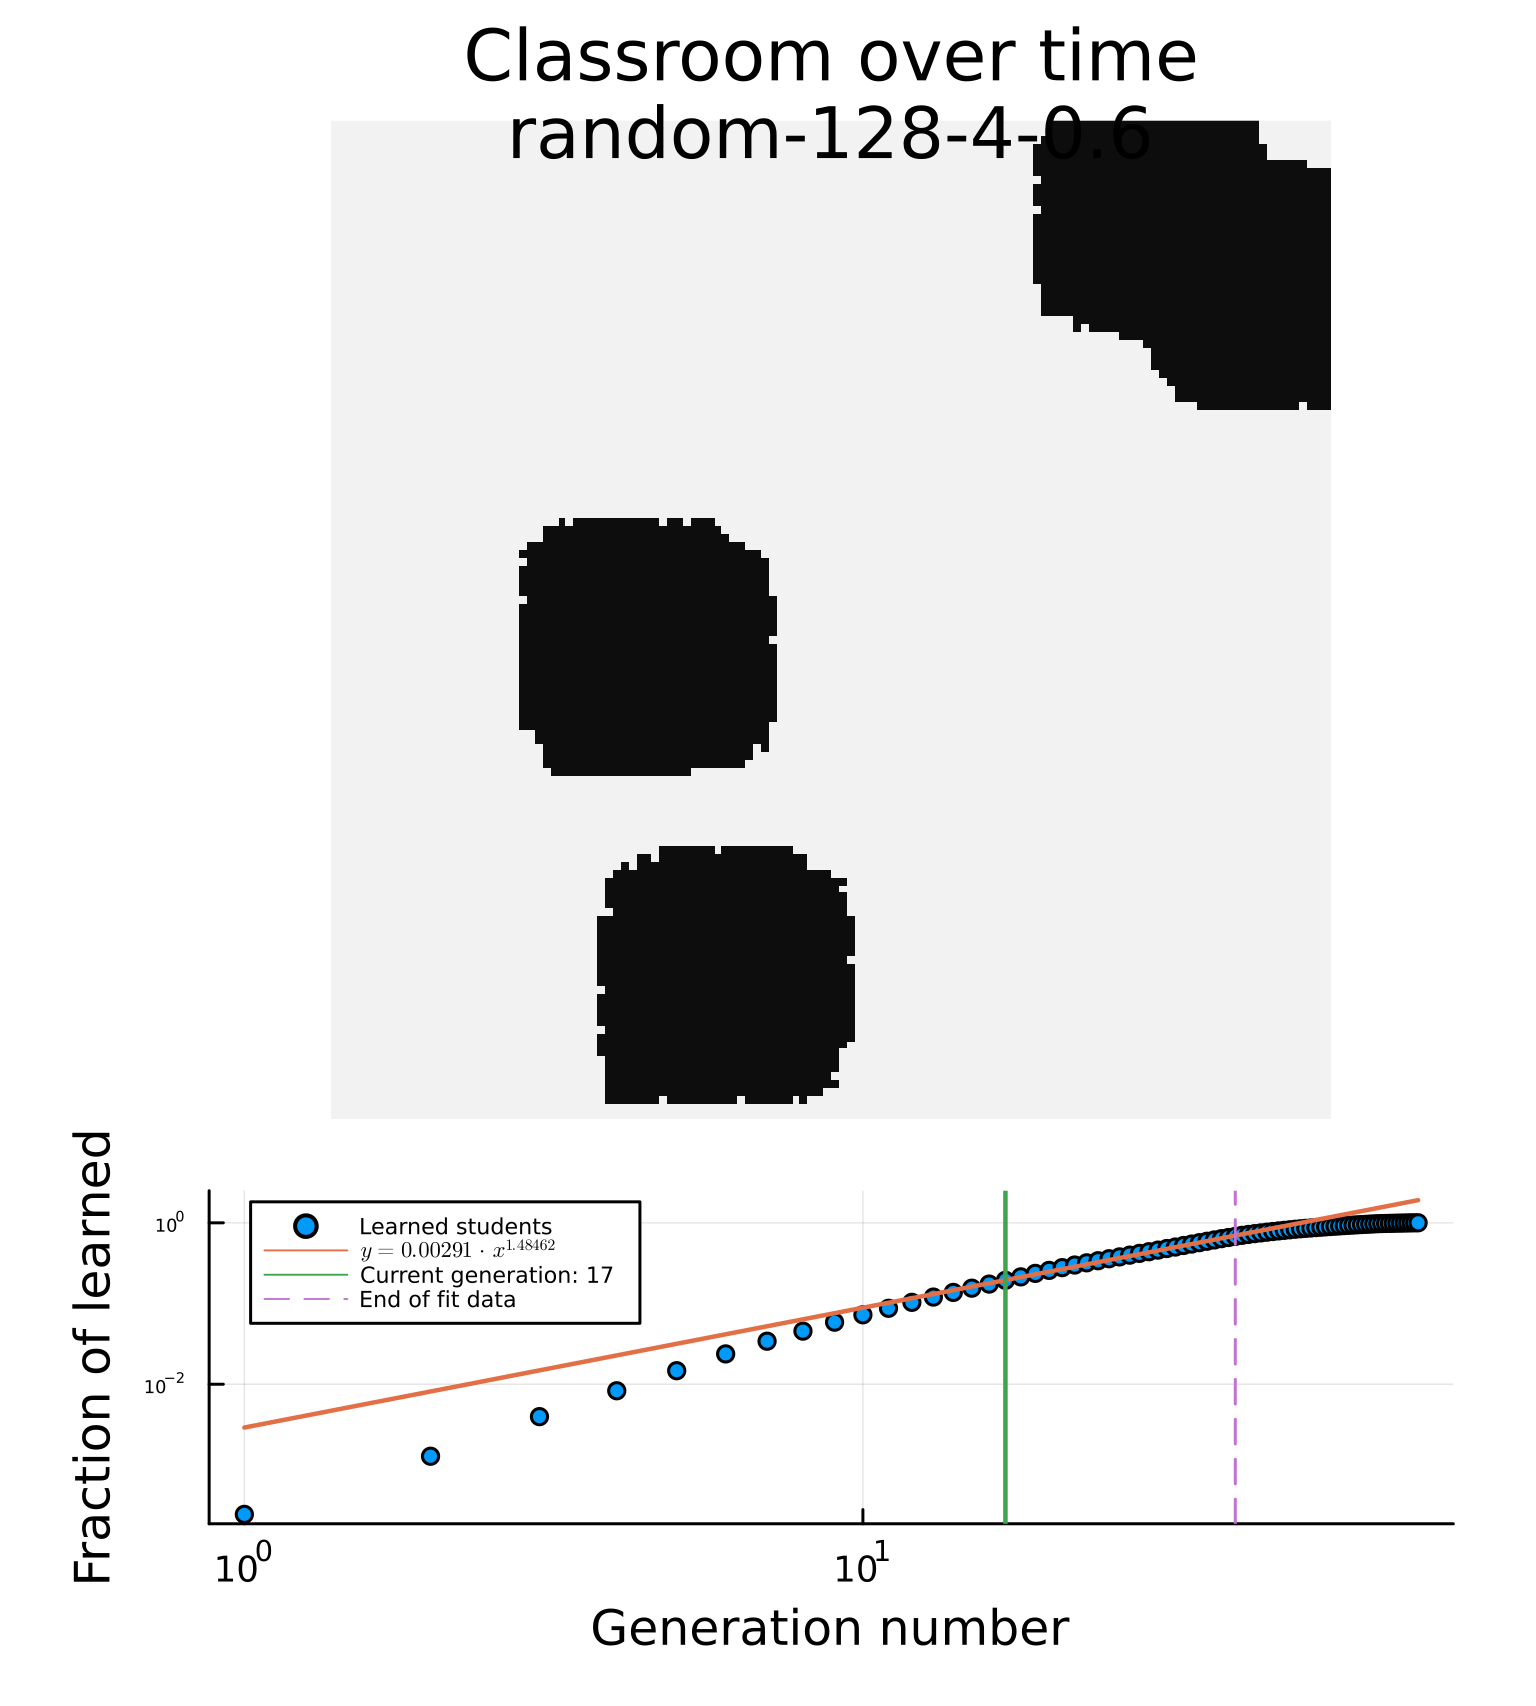 Classroom over time
random-128-4-0.6
Fraction of learned
10^0
10^-2
Learned students
y = 0.00291 · x^1.48462
Current generation: 17
End of fit data
10^0
10^1
Generation number